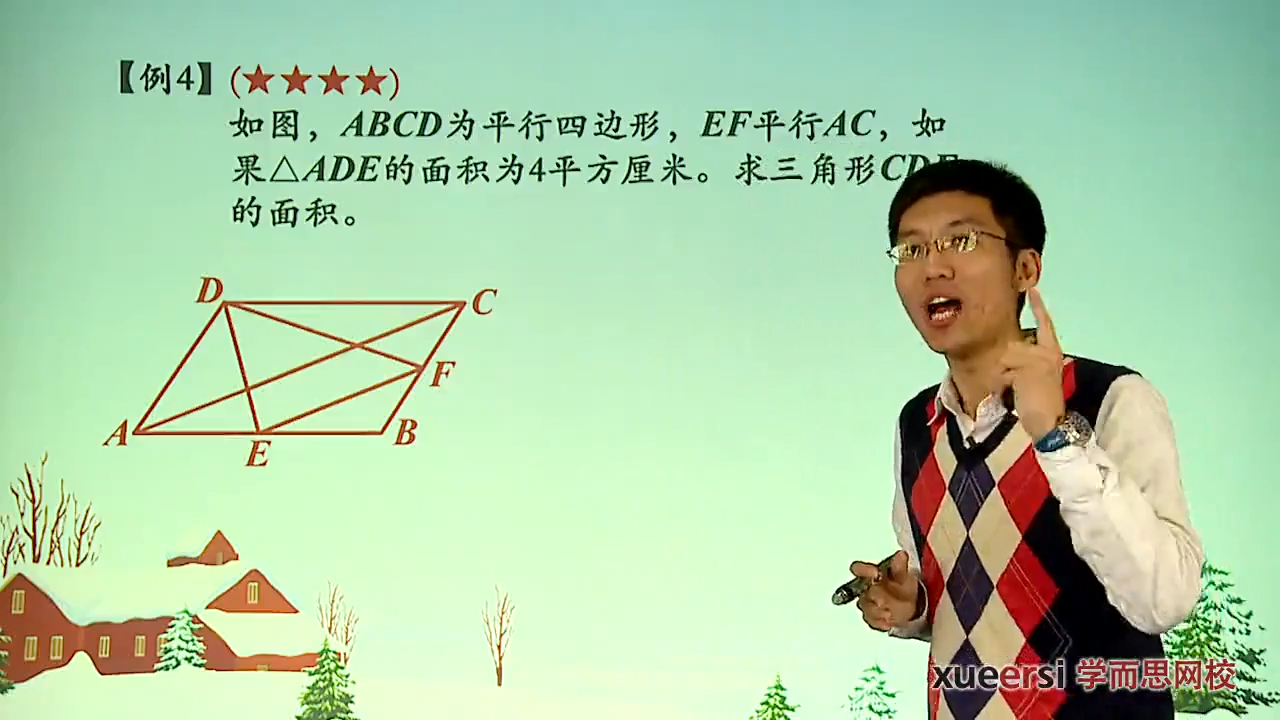 【例4】(★★★★)
如图，ABCD为平行四边形，EF平行AC，如
果△ADE的面积为4平方厘米。求三角形CDF
的面积。
D
C
F
A
E
B
xueersi 学而思网校